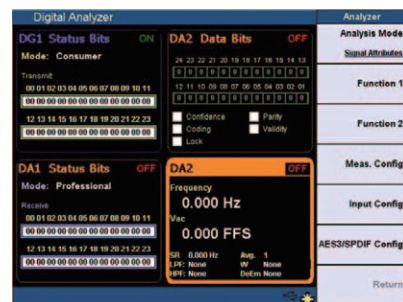 Digital Analyzer
DG1 Status Bits ON
Mode: Consumer
Transmit
00 01 02 03 04 05 06 07 08 09 10 11
00 00 00 00 00 00 00 00 00 00 00 00
12 13 14 15 16 17 18 19 20 21 22 23
00 00 00 00 00 00 00 00 00 00 00 00
DA2 Data Bits OFF
24 23 22 21 20 19 18 17 16 15 14 13
0 0 0 0 0 0 0 0 0 0 0 0
12 11 10 09 08 07 06 05 04 03 02 01
0 0 0 0 0 0 0 0 0 0 0 0
Confidence Parity
Coding Validity
Lock
DA1 Status Bits OFF
Mode: Professional
Receive
00 01 02 03 04 05 06 07 08 09 10 11
00 00 00 00 00 00 00 00 00 00 00 00
12 13 14 15 16 17 18 19 20 21 22 23
00 00 00 00 00 00 00 00 00 00 00 00
DA2 OFF
Frequency
0.000 Hz
Vac
0.000 FFS
SR 0.000 Hz Avg. 1
LPF: None W None
HPF: None DeEm None
Analyzer
Analysis Mode
Signal Attributes
Function 1
Function 2
Meas. Config
Input Config
AES3/SPDIF Config
Return